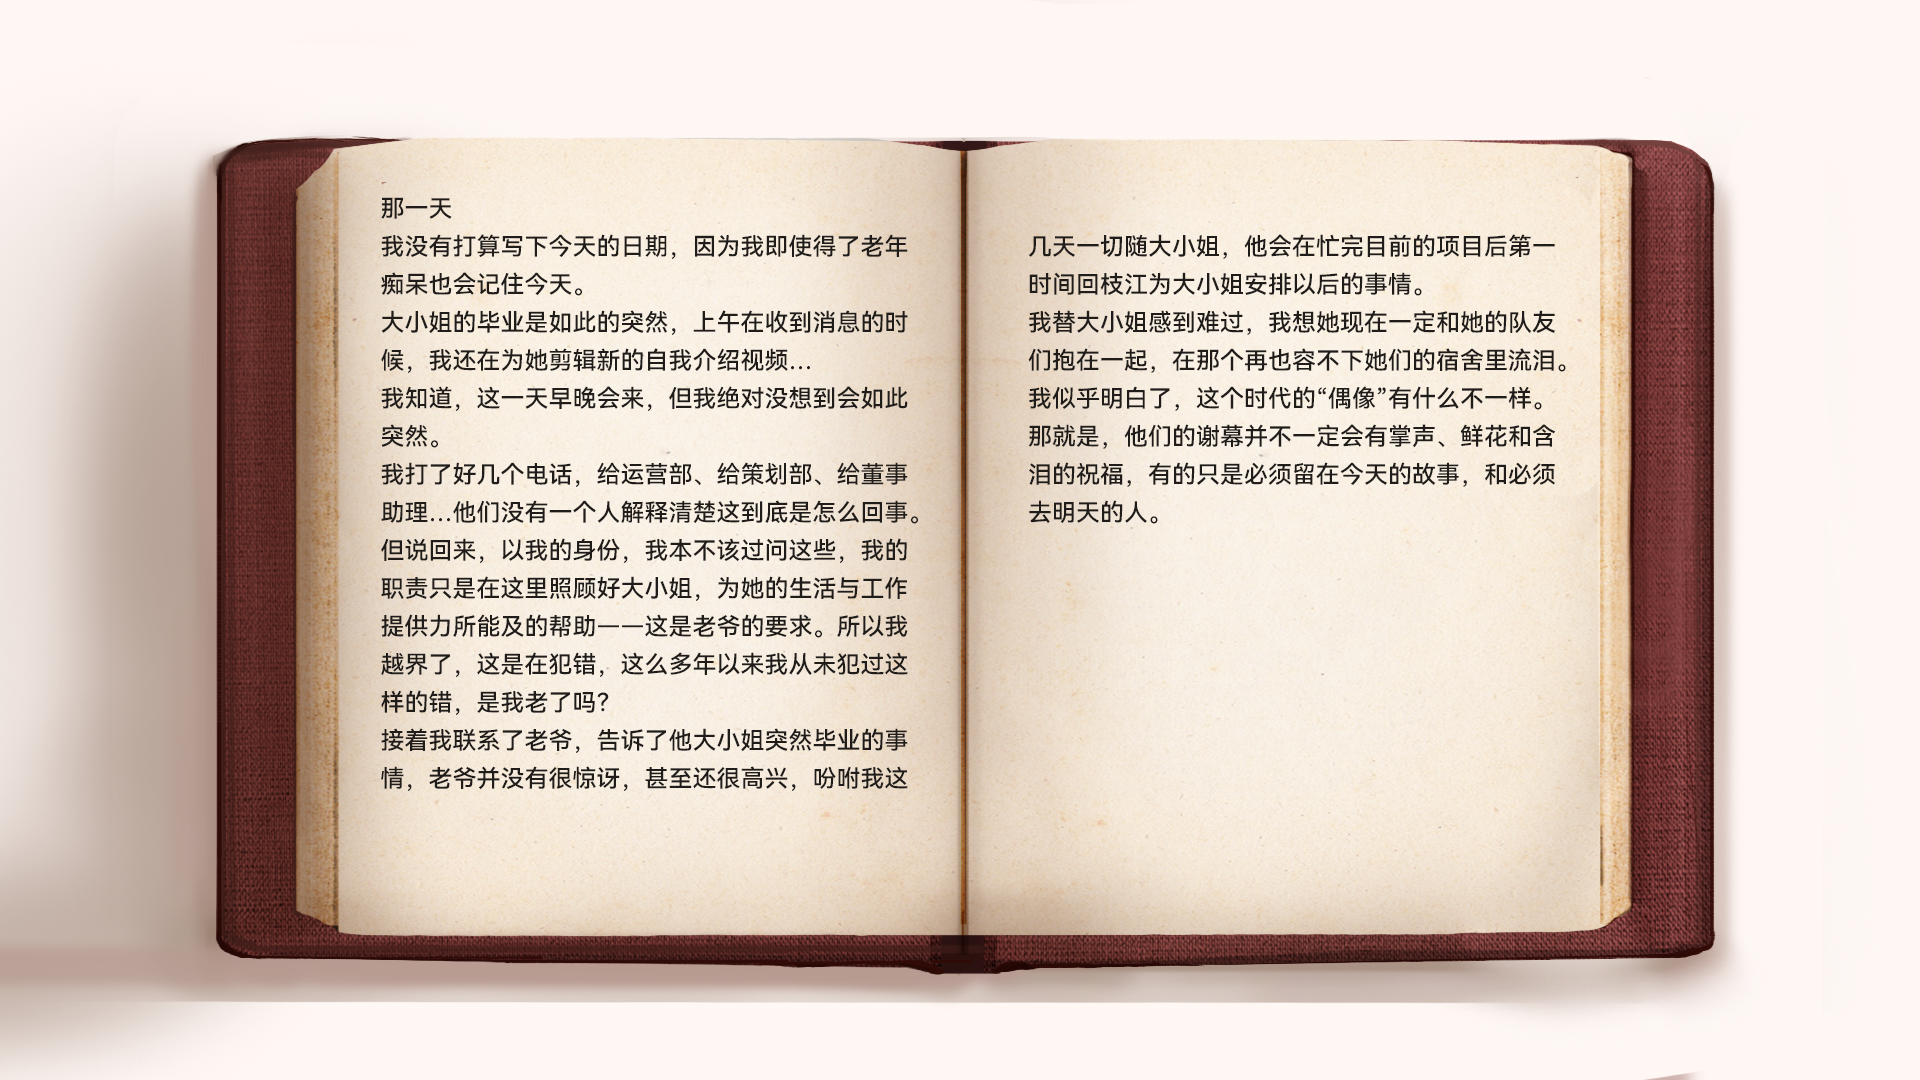 那一天
我没有打算写下今天的日期，因为我即使得了老年
痴呆也会记住今天。
大小姐的毕业是如此的突然，上午在收到消息的时
候，我还在为她剪辑新的自我介绍视频…
我知道，这一天早晚会来，但我绝对没想到会如此
突然。
我打了好几个电话，给运营部、给策划部、给董事
助理…他们没有一个人解释清楚这到底是怎么回事。
但说回来，以我的身份，我本不该过问这些，我的
职责只是在这里照顾好大小姐，为她的生活与工作
提供力所能及的帮助——这是老爷的要求。所以我
越界了，这是在犯错，这么多年以来我从未犯过这
样的错，是我老了吗？
接着我联系了老爷，告诉了他大小姐突然毕业的事
情，老爷并没有很惊讶，甚至还很高兴，吩咐我这
几天一切随大小姐，他会在忙完目前的项目后第一
时间回枝江为大小姐安排以后的事情。
我替大小姐感到难过，我想她现在一定和她的队友
们抱在一起，在那个再也容不下她们的宿舍里流泪。
我似乎明白了，这个时代的“偶像”有什么不一样。
那就是，他们的谢幕并不一定会有掌声、鲜花和含
泪的祝福，有的只是必须留在今天的故事，和必须
去明天的人。